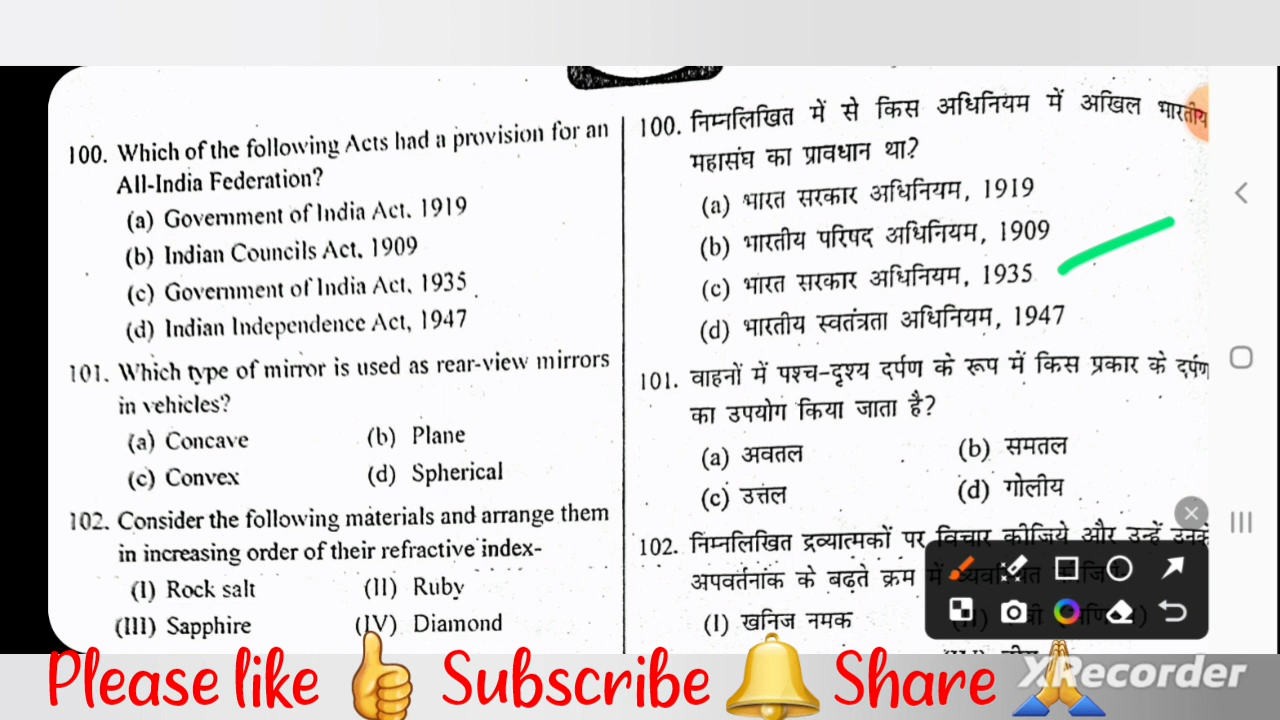 100. Which of the following Acts had a provision for an
All-India Federation?
(a) Government of India Act. 1919
(b) Indian Councils Act. 1909
(c) Government of India Act, 1935
(d) Indian Independence Act, 1947
101. Which type of mirror is used as rear-view mirrors
in vehicles?
(a) Concave (b) Plane
(c) Convex (d) Spherical
102. Consider the following materials and arrange them
in increasing order of their refractive index-
(I) Rock salt (II) Ruby
(III) Sapphire (IV) Diamond
100. निम्नलिखित में से किस अधिनियम में अखिल भारतीय
महासंघ का प्रावधान था?
(a) भारत सरकार अधिनियम, 1919
(b) भारतीय परिषद अधिनियम, 1909
(c) भारत सरकार अधिनियम, 1935
(d) भारतीय स्वतंत्रता अधिनियम, 1947
101. वाहनों में पश्च-दृश्य दर्पण के रूप में किस प्रकार के दर्पण
का उपयोग किया जाता है?
(a) अवतल (b) समतल
(c) उत्तल (d) गोलीय
102. निम्नलिखित द्रव्यात्मकों पर विचार कीजिये और उन्हें उनके
अपवर्तनांक के बढ़ते क्रम में
(I) खनिज नमक
Please like Subscribe Share
XRecorder